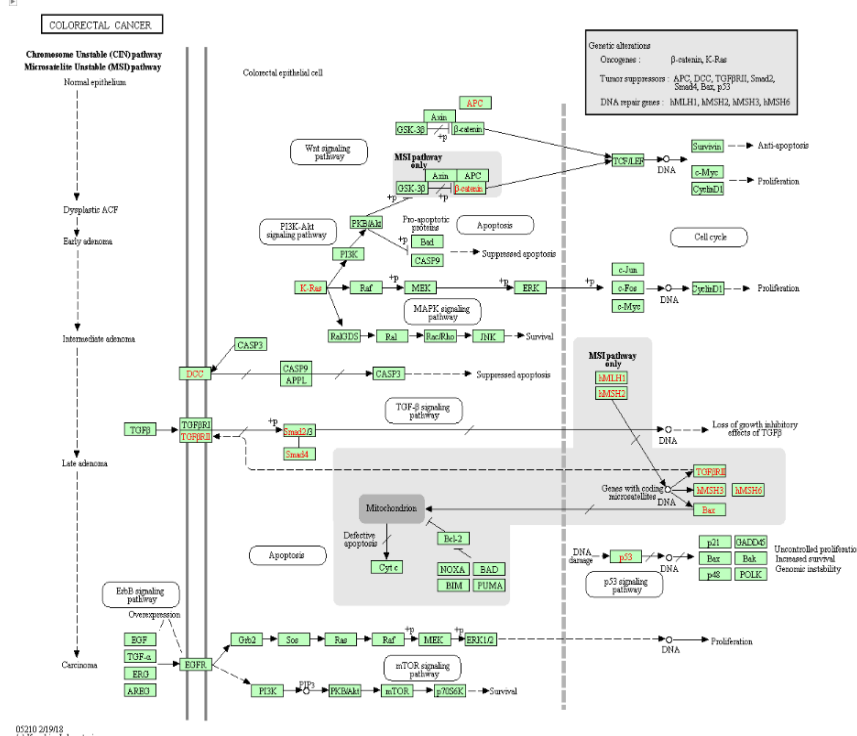 COLORECTAL CANCER
Chromosome Unstable (CIN) pathway
Microsatelite Unstable (MSI) pathway
Normal epithelium
Dysplastic ACF
Early adenoma
Intermediate adenoma
Late adenoma
Carcinoma
Colorectal epithelial cell
Genetic alterations
Oncogenes : β-catenin, K-Ras
Tumor suppressors : APC, DCC, TGFβRII, Smad2,
Smad4, Bax, p53
DNA repair genes : hMLH1, hMSH2, hMSH3, hMSH6
APC
Axin
GSK-3β
β-catenin
+p
Wnt signaling
pathway
MSI pathway
only
Axin
APC
GSK-3β
β-catenin
+p
+p
TCF/LEF
DNA
Survivin
Anti-apoptosis
c-Myc
CyclinD1
Proliferation
PI3K-Akt
signaling pathway
PKB/Akt
PI3K
Pro-apoptotic
proteins
+p
Bad
CASP9
Suppressed apoptosis
Apoptosis
Cell cycle
K-Ras
Raf
+p
MEK
+p
ERK
+p
c-Jun
c-Fos
c-Myc
DNA
CyclinD1
Proliferation
MAPK signaling
pathway
RalGDS
Ral
Rac/Rho
JNK
Survival
CASP3
DCC
CASP9
APPL
CASP3
Suppressed apoptosis
MSI pathway
only
hMLH1
hMSH2
TGF-β signaling
pathway
TGFβ
TGFβRI
TGFβRII
+p
Smad2/3
Smad4
DNA
Loss of growth inhibitory
effects of TGFβ
Genes with coding
microsatellites
DNA
TGFβRII
hMSH3
hMSH6
Bax
Mitochondrion
Defective
apoptosis
Cyt c
Bcl-2
NOXA
BAD
BIM
PUMA
Apoptosis
DNA
damage
p53
DNA
p21
GADD45
Bax
Bak
p48
POLK
Uncontrolled proliferatio
Increased survival
Genomic instability
p53 signaling
pathway
ErbB signaling
pathway
Overexpression
EGF
TGF-α
ERG
AREG
EGFR
Grb2
Sos
Ras
Raf
+p
MEK
+p
ERK1/2
DNA
Proliferation
mTOR signaling
pathway
PI3K
PIP3
PKB/Akt
mTOR
p70S6K
Survival
05210 2/19/18